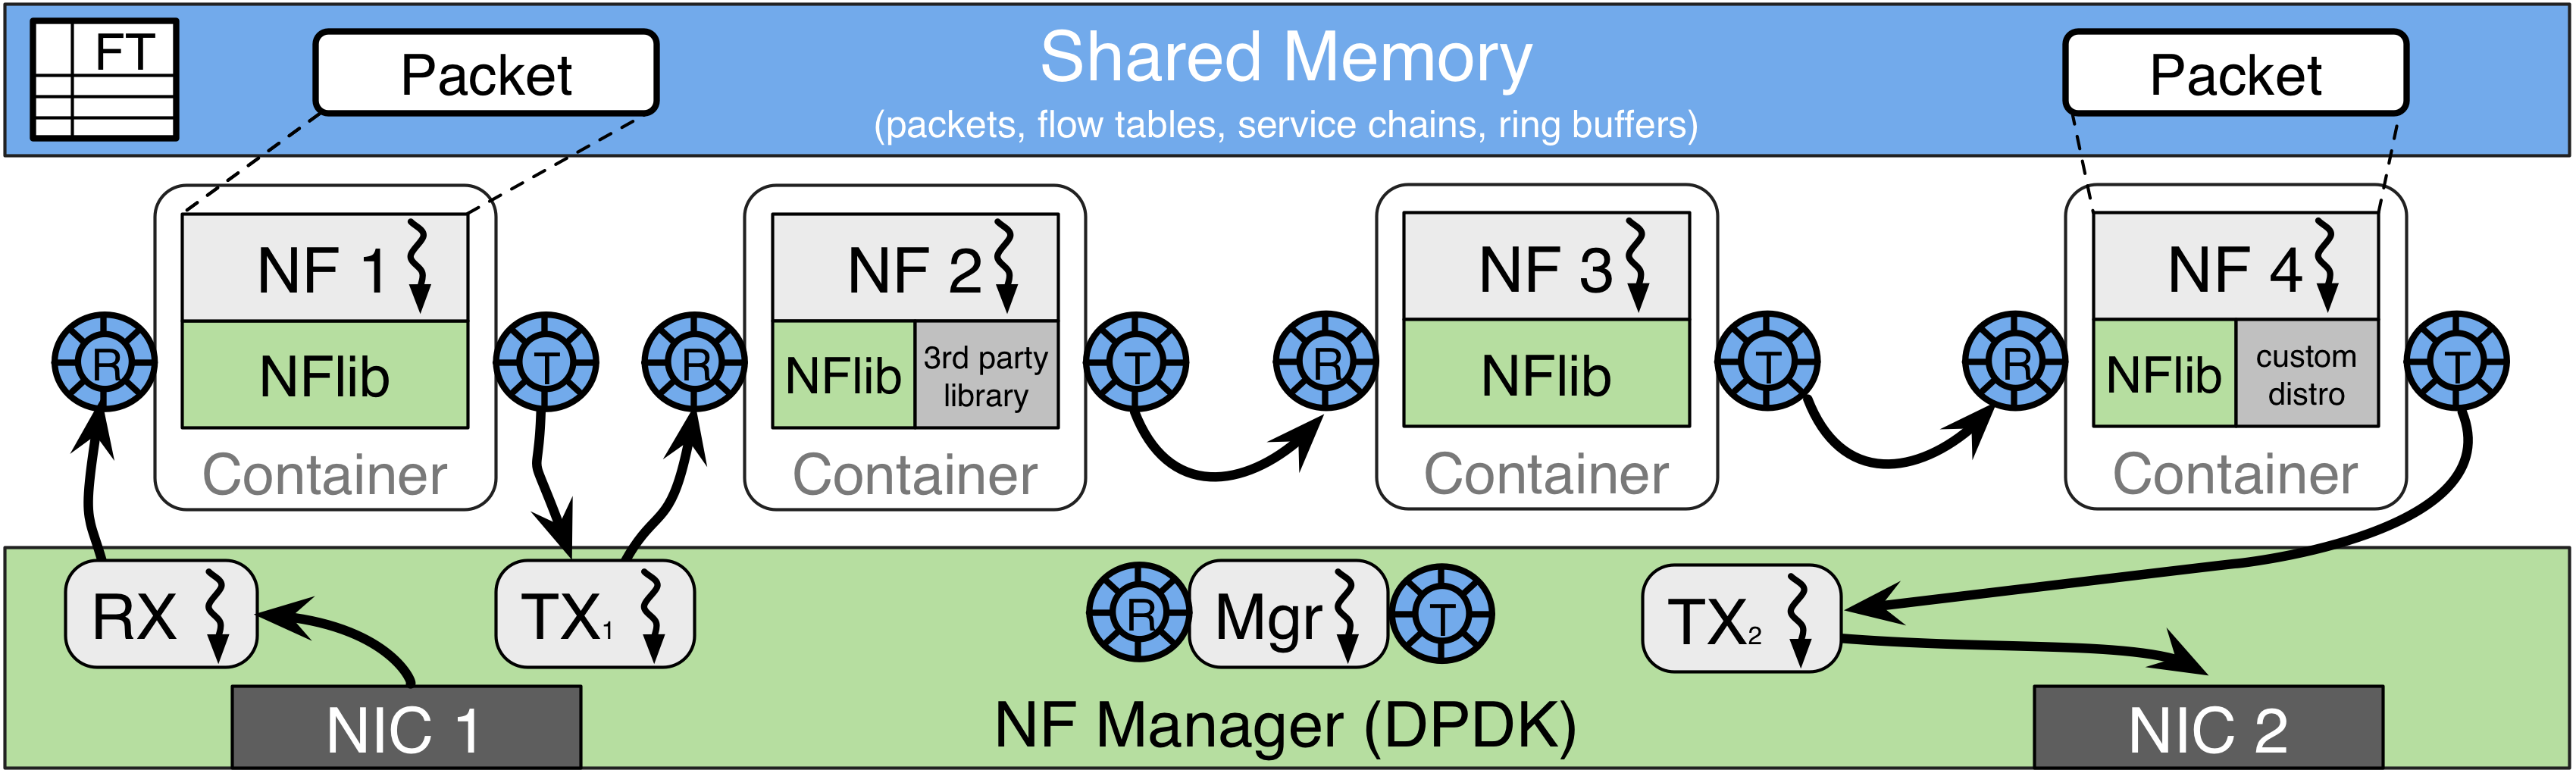 FT
Packet
Shared Memory
(packets, flow tables, service chains, ring buffers)
Packet
NF 1
NFlib
Container
R
T
NF 2
NFlib
3rd party
library
Container
R
T
NF 3
NFlib
Container
R
T
NF 4
NFlib
custom
distro
Container
R
T
RX
TX1
R
Mgr
T
TX2
NIC 1
NF Manager (DPDK)
NIC 2